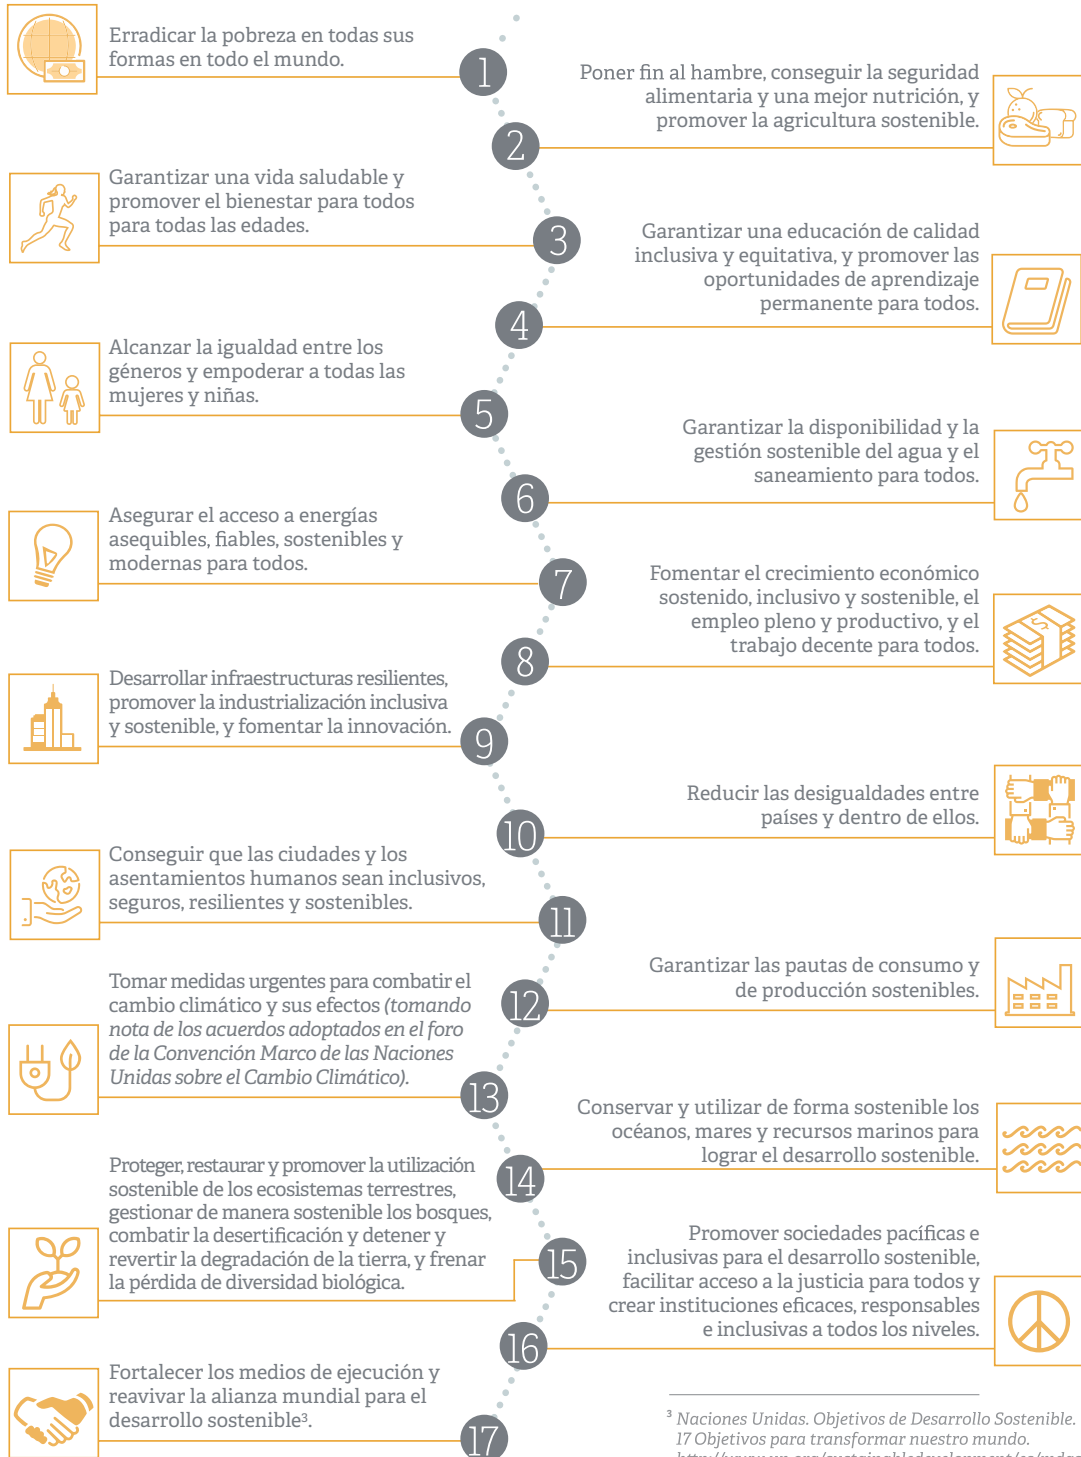 Erradicar la pobreza en todas sus
formas en todo el mundo.
1
Poner fin al hambre, conseguir la seguridad
alimentaria y una mejor nutrición, y
promover la agricultura sostenible.
2
Garantizar una vida saludable y
promover el bienestar para todos
para todas las edades.
3
Garantizar una educación de calidad
inclusiva y equitativa, y promover las
oportunidades de aprendizaje
permanente para todos.
4
Alcanzar la igualdad entre los
géneros y empoderar a todas las
mujeres y niñas.
5
Garantizar la disponibilidad y la
gestión sostenible del agua y el
saneamiento para todos.
6
Asegurar el acceso a energías
asequibles, fiables, sostenibles y
modernas para todos.
7
Fomentar el crecimiento económico
sostenido, inclusivo y sostenible, el
empleo pleno y productivo, y el
trabajo decente para todos.
$
8
Desarrollar infraestructuras resilientes,
promover la industrialización inclusiva
y sostenible, y fomentar la innovación.
9
Reducir las desigualdades entre
países y dentro de ellos.
10
Conseguir que las ciudades y los
asentamientos humanos sean inclusivos,
seguros, resilientes y sostenibles.
11
Garantizar las pautas de consumo y
de producción sostenibles.
12
Tomar medidas urgentes para combatir el
cambio climático y sus efectos (tomando
nota de los acuerdos adoptados en el foro
de la Convención Marco de las Naciones
Unidas sobre el Cambio Climático).
13
Conservar y utilizar de forma sostenible los
océanos, mares y recursos marinos para
lograr el desarrollo sostenible.
14
Proteger, restaurar y promover la utilización
sostenible de los ecosistemas terrestres,
gestionar de manera sostenible los bosques,
combatir la desertificación y detener y
revertir la degradación de la tierra, y frenar
la pérdida de diversidad biológica.
15
Promover sociedades pacíficas e
inclusivas para el desarrollo sostenible,
facilitar acceso a la justicia para todos y
crear instituciones eficaces, responsables
e inclusivas a todos los niveles.
16
Fortalecer los medios de ejecución y
reavivar la alianza mundial para el
desarrollo sostenible³.
17
³ Naciones Unidas. Objetivos de Desarrollo Sostenible.
17 Objetivos para transformar nuestro mundo.